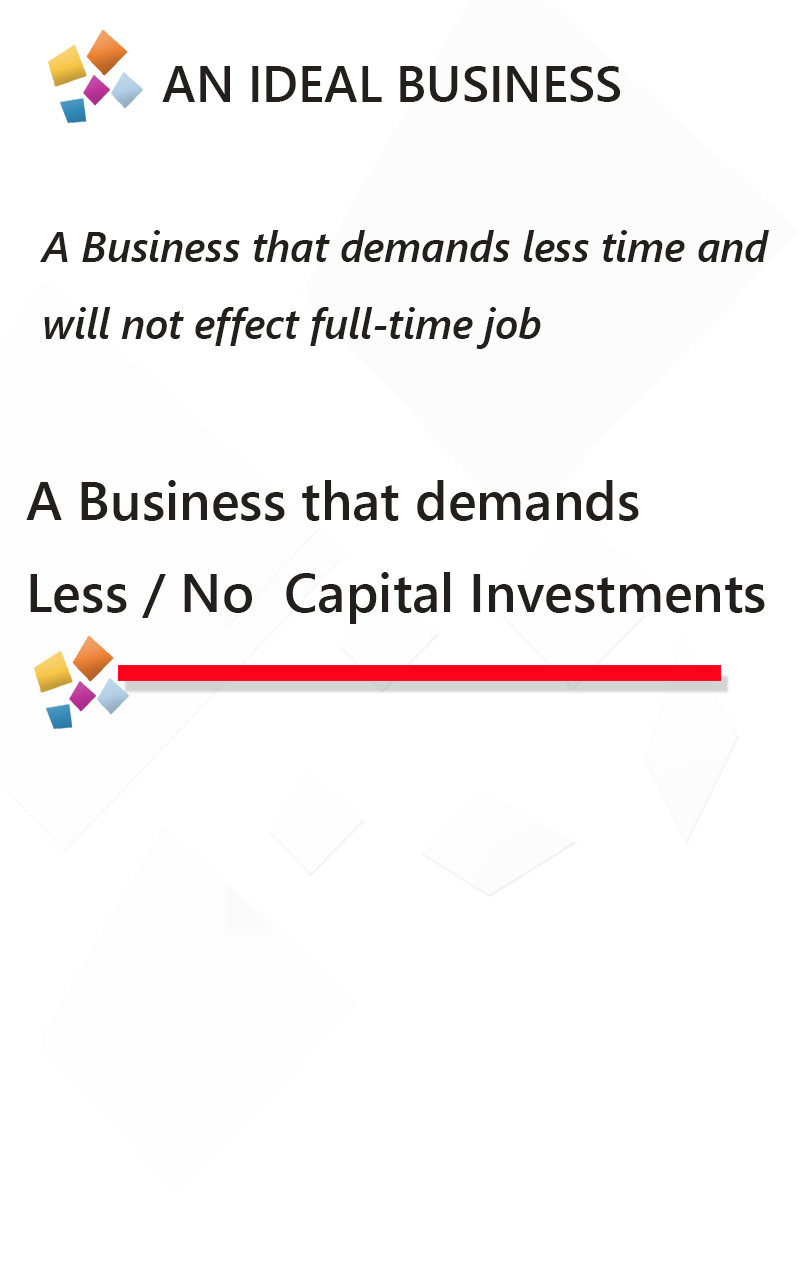 AN IDEAL BUSINESS
A Business that demands less time and
will not effect full-time job
A Business that demands
Less / No  Capital Investments